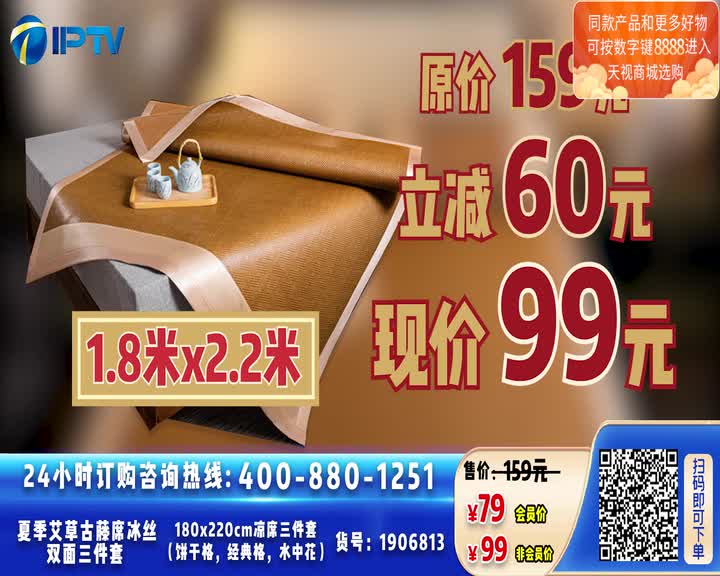 IPTV
同款产品和更多好物
可按数字键8888进入
天视商城选购
原价159元
立减60元
现价99元
1.8米x2.2米
24小时订购咨询热线:400-880-1251
夏季艾草古藤席冰丝
双面三件套
180x220cm凉席三件套
(饼干格,经典格,水中花)
货号:1906813
售价:159元
¥79 会员价
¥99 非会员价
扫码即可下单